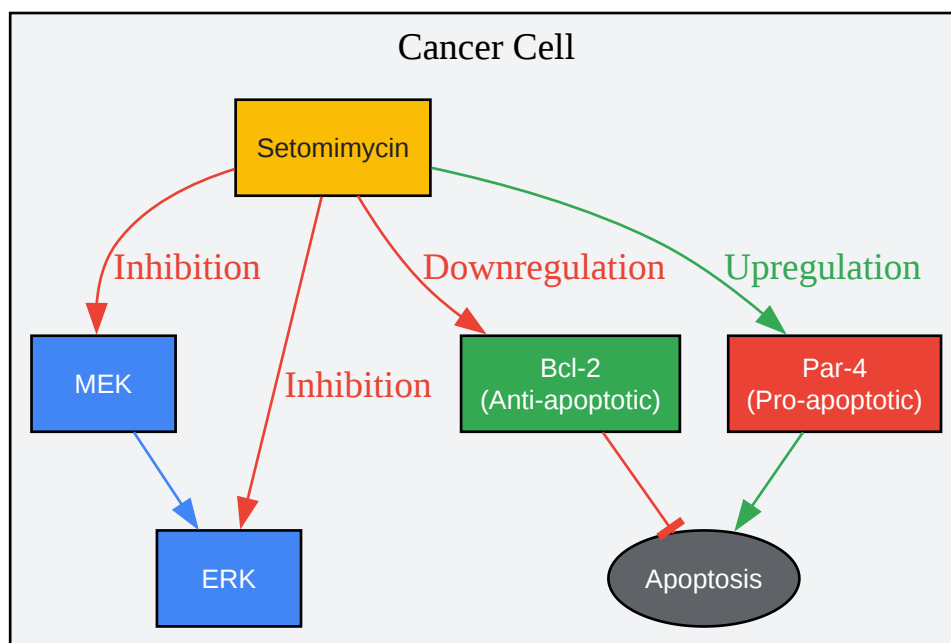 Cancer Cell
Setomimycin
Inhibition
Downregulation
Upregulation
MEK
Inhibition
Bcl-2
(Anti-apoptotic)
Par-4
(Pro-apoptotic)
ERK
Apoptosis